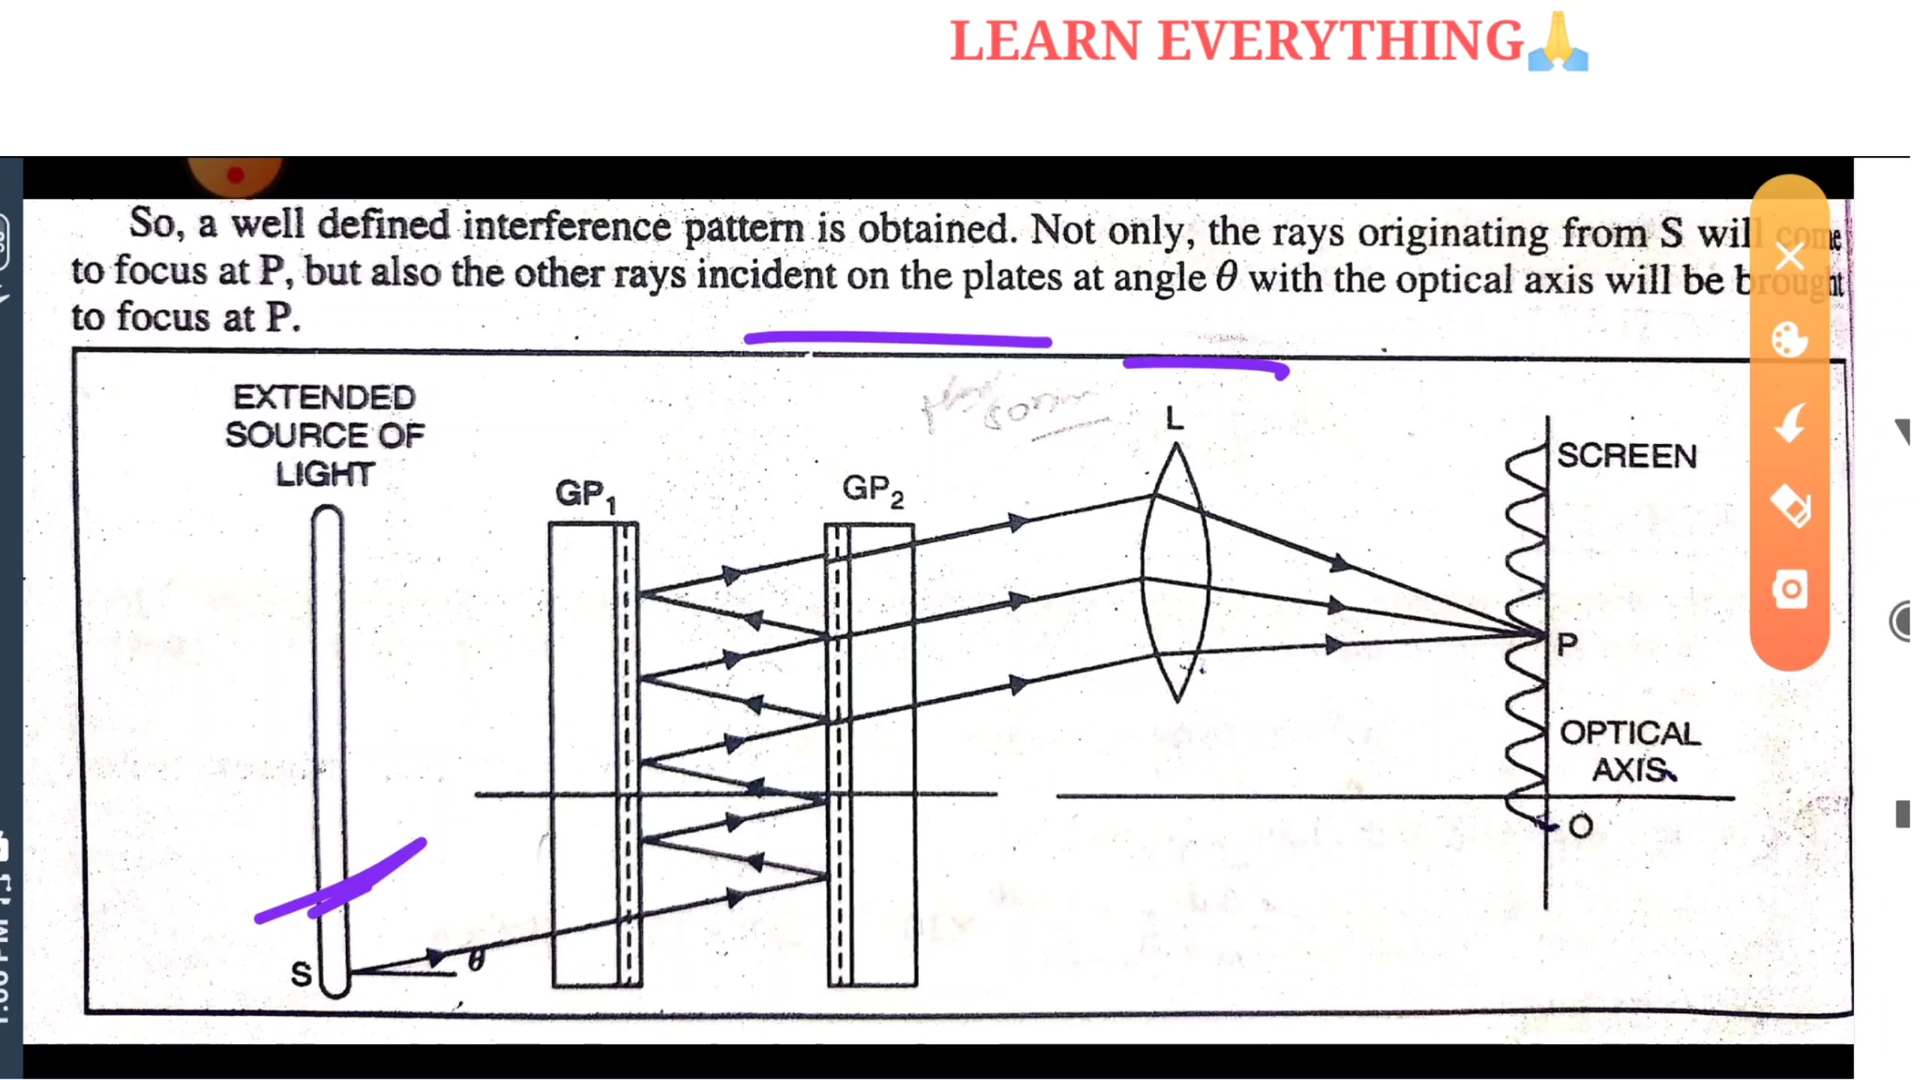 LEARN EVERYTHING🙏
So, a well defined interference pattern is obtained. Not only, the rays originating from S will come
to focus at P, but also the other rays incident on the plates at angle θ with the optical axis will be brought
to focus at P.
EXTENDED
SOURCE OF
LIGHT
GP₁
GP₂
L
SCREEN
P
OPTICAL
AXIS
O
S
θ